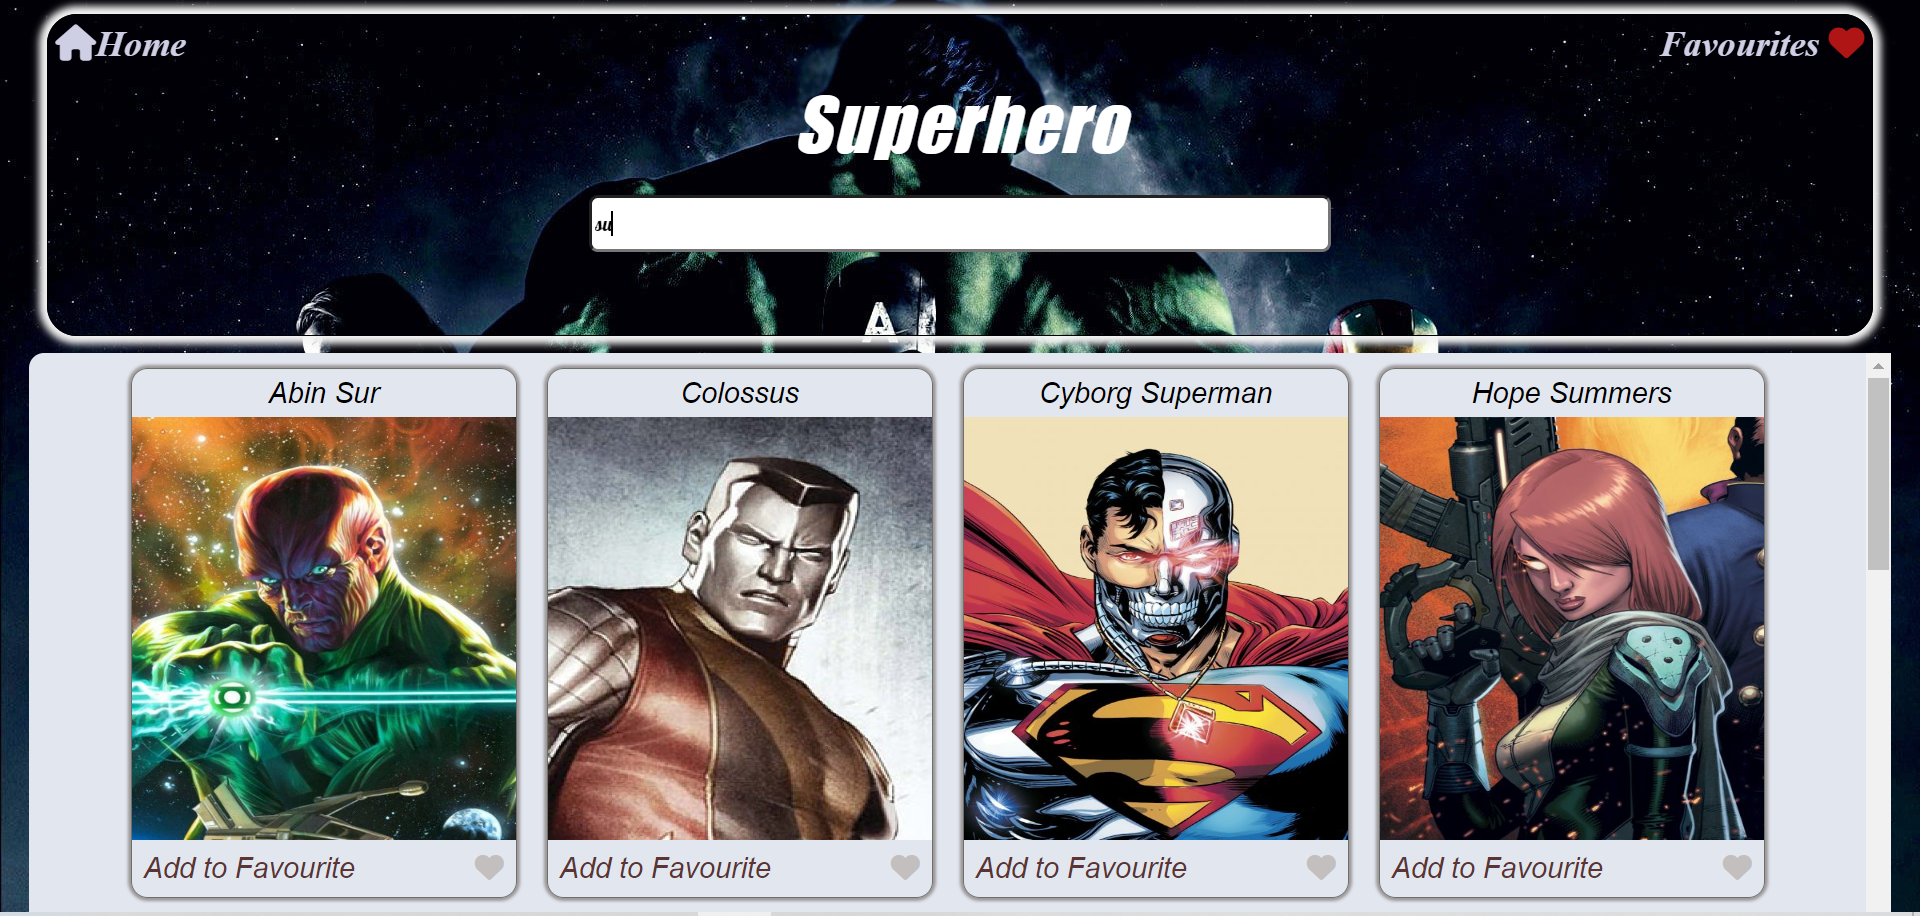 Home
Favourites
Superhero
su
A
Abin Sur
Colossus
Cyborg Superman
Hope Summers
Add to Favourite
Add to Favourite
Add to Favourite
Add to Favourite